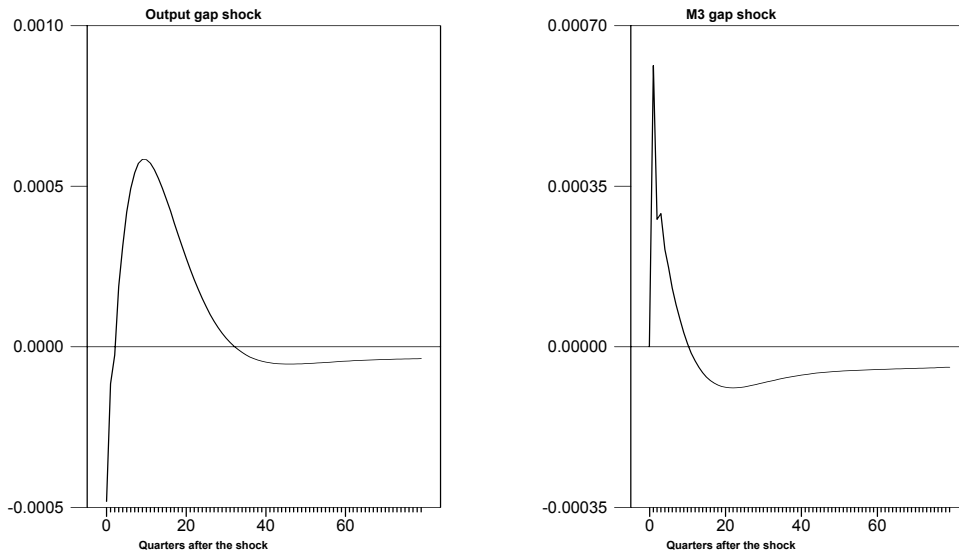 Output gap shock
0.0010
0.0005
0.0000
-0.0005
0 20 40 60
Quarters after the shock
M3 gap shock
0.00070
0.00035
0.00000
-0.00035
0 20 40 60
Quarters after the shock